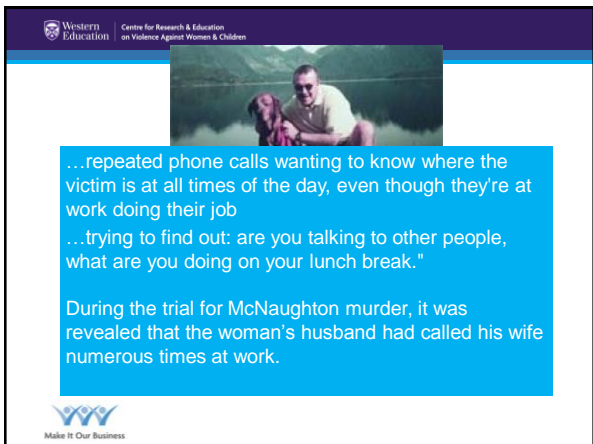 Western Education
Centre for Research & Education
on Violence Against Women & Children
…repeated phone calls wanting to know where the
victim is at all times of the day, even though they're at
work doing their job
…trying to find out: are you talking to other people,
what are you doing on your lunch break."
During the trial for McNaughton murder, it was
revealed that the woman's husband had called his wife
numerous times at work.
Make It Our Business